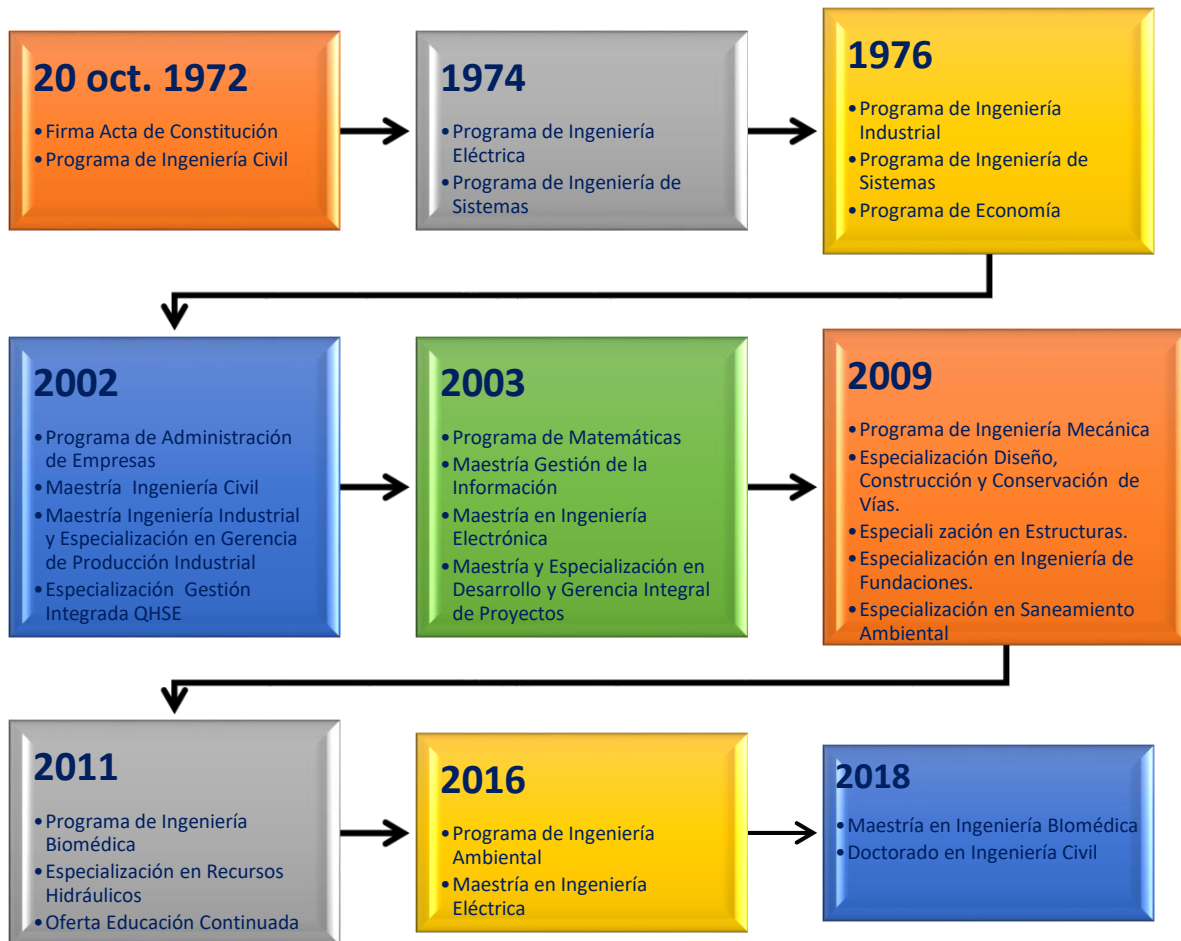 20 oct. 1972
•Firma Acta de Constitución
•Programa de Ingeniería Civil
1974
•Programa de Ingeniería
Eléctrica
•Programa de Ingeniería de
Sistemas
1976
•Programa de Ingeniería
Industrial
•Programa de Ingeniería de
Sistemas
•Programa de Economía
2002
•Programa de Administración
de Empresas
•Maestría  Ingeniería Civil
•Maestría Ingeniería Industrial
y Especialización en Gerencia
de Producción Industrial
•Especialización  Gestión
Integrada QHSE
2003
•Programa de Matemáticas
•Maestría Gestión de la
Información
•Maestría en Ingeniería
Electrónica
•Maestría y Especialización en
Desarrollo y Gerencia Integral
de Proyectos
2009
•Programa de Ingeniería Mecánica
•Especialización Diseño,
Construcción y Conservación  de
Vías.
•Especiali zación en Estructuras.
•Especialización en Ingeniería de
Fundaciones.
•Especialización en Saneamiento
Ambiental
2011
•Programa de Ingeniería
Biomédica
•Especialización en Recursos
Hidráulicos
•Oferta Educación Continuada
2016
•Programa de Ingeniería
Ambiental
•Maestría en Ingeniería
Eléctrica
2018
•Maestría en Ingeniería BIomédica
•Doctorado en Ingeniería Civil